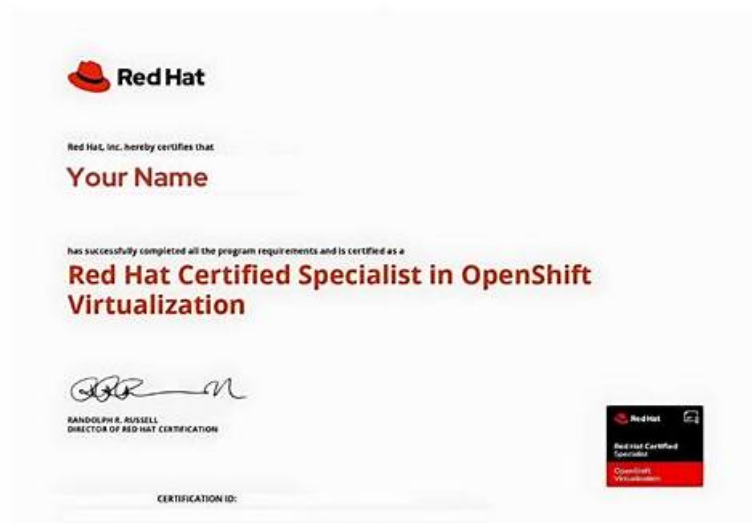 Red Hat
Red Hat, Inc. hereby certifies that
Your Name
has successfully completed all the program requirements and is certified as a
Red Hat Certified Specialist in OpenShift
Virtualization
RANDOLPH R. RUSSELL
DIRECTOR OF RED HAT CERTIFICATION
Red Hat
Red Hat Certified
Specialist
OpenShift
Virtualization
CERTIFICATION ID: